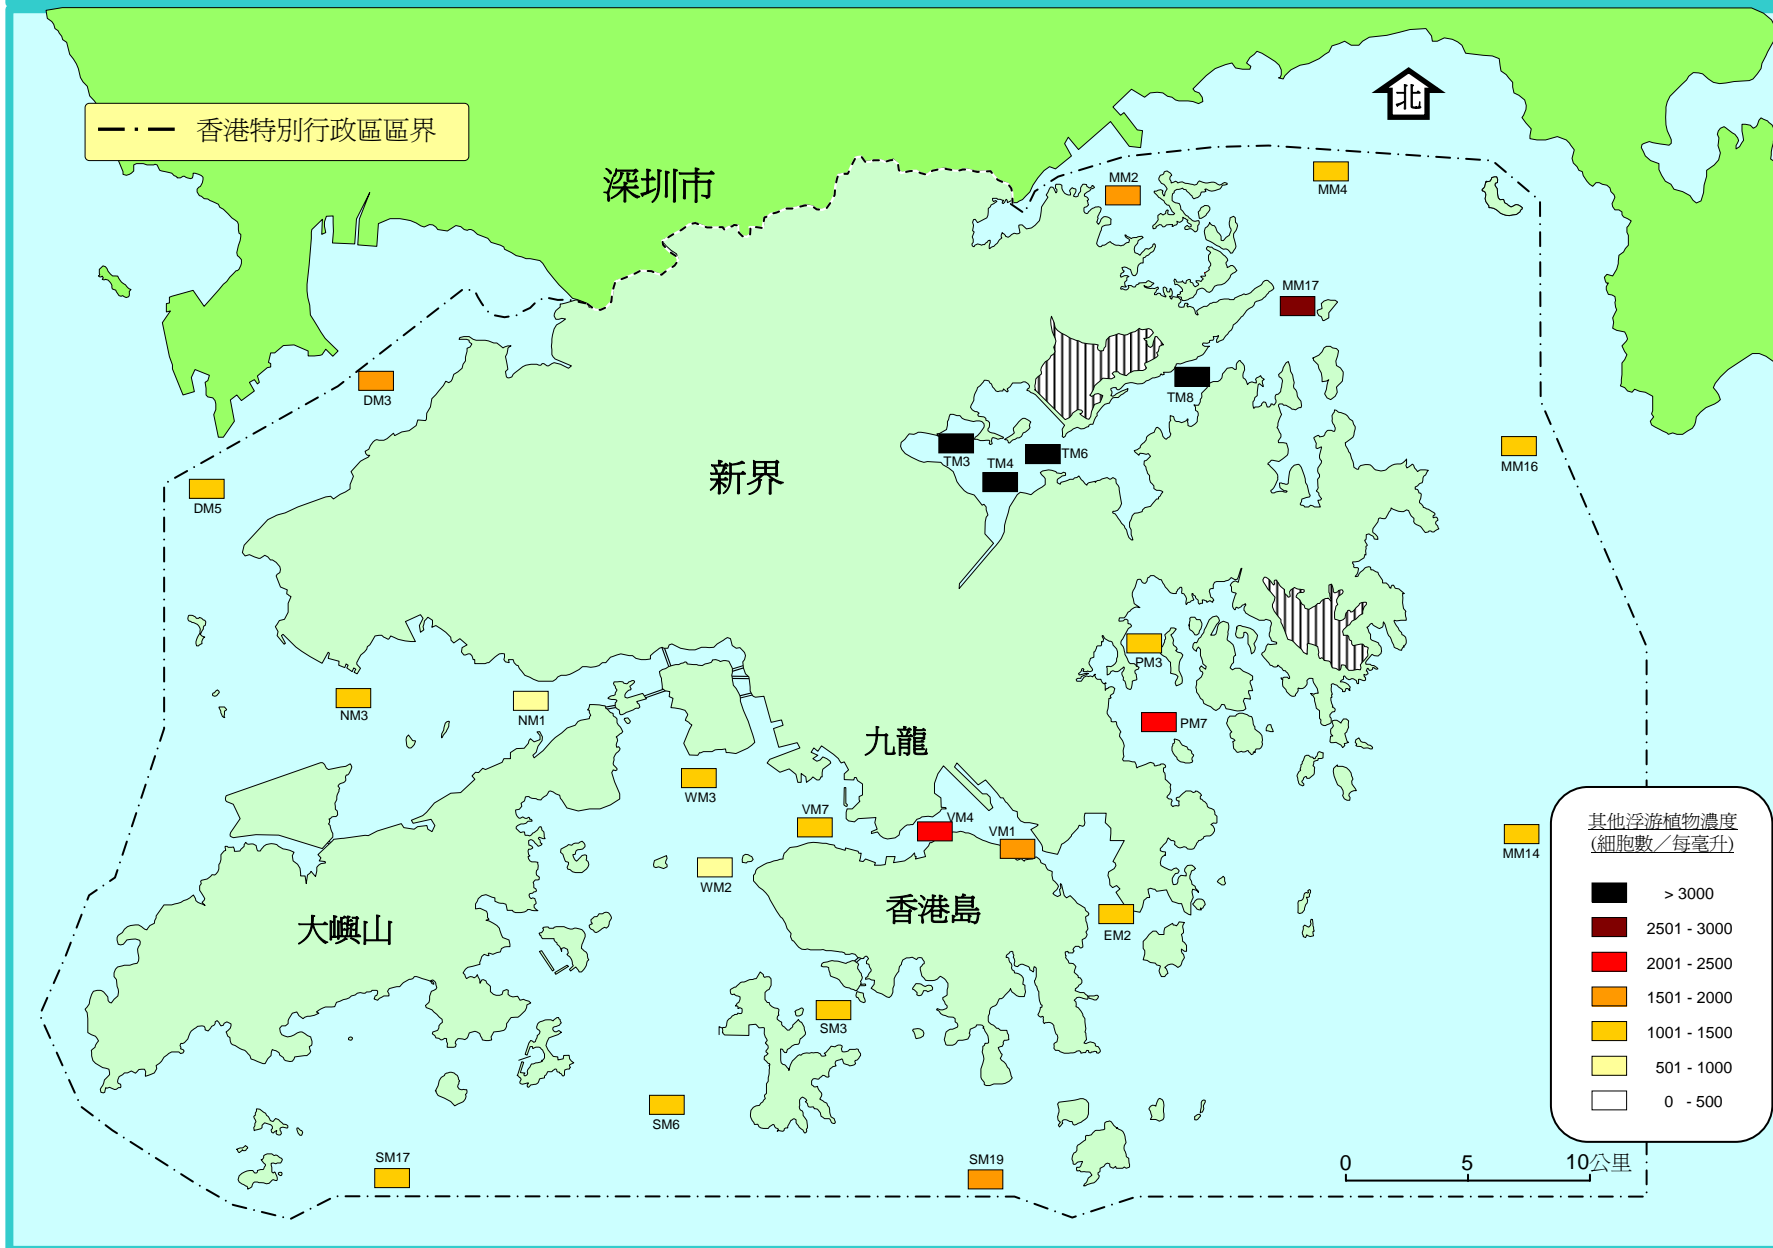 北
香港特別行政區區界
深圳市
MM2
MM4
MM17
DM3
TM8
TM3
TM4
TM6
MM16
新界
DM5
PM3
NM3
NM1
PM7
九龍
WM3
VM7
VM4
VM1
MM14
WM2
香港島
EM2
大嶼山
SM3
SM6
SM17
SM19
其他浮游植物濃度
(細胞數／每毫升)
> 3000
2501 - 3000
2001 - 2500
1501 - 2000
1001 - 1500
501 - 1000
0 - 500
0 5 10公里